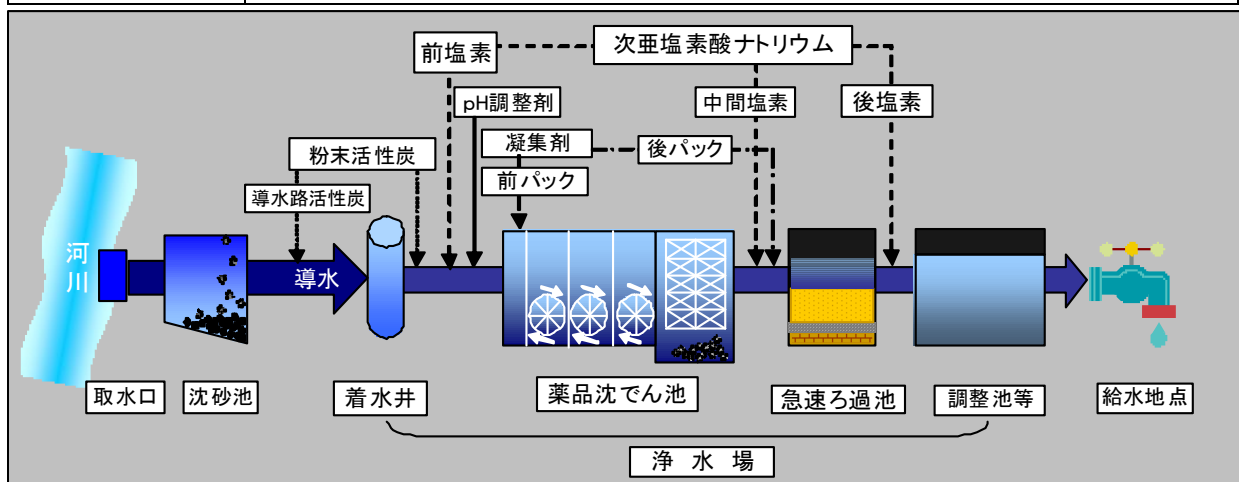 前塩素
次亜塩素酸ナトリウム
pH調整剤
中間塩素
後塩素
凝集剤
後パック
粉末活性炭
前パック
導水路活性炭
河川
導水
取水口
沈砂池
着水井
薬品沈でん池
急速ろ過池
調整池等
給水地点
浄水場